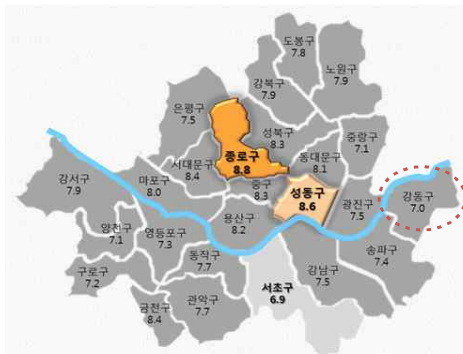 도봉구
7.8
노원구
7.9
강북구
7.9
은평구
7.5
성북구
8.3
중랑구
7.1
종로구
8.8
동대문구
8.1
서대문구
8.4
강서구
7.9
마포구
8.0
중구
8.3
성동구
8.6
광진구
7.5
강동구
7.0
양천구
7.1
영등포구
7.3
용산구
8.2
송파구
7.4
동작구
7.7
강남구
7.5
구로구
7.2
서초구
6.9
금천구
8.4
관악구
7.7